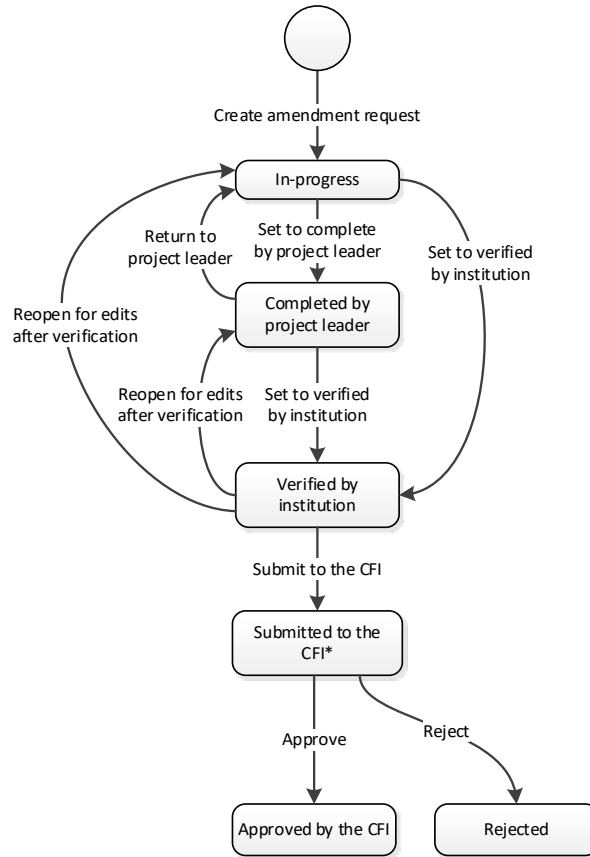 Create amendment request
In-progress
Return to
project leader
Set to complete
by project leader
Set to verified
by institution
Reopen for edits
after verification
Completed by
project leader
Reopen for edits
after verification
Set to verified
by institution
Verified by
institution
Submit to the CFI
Submitted to the
CFI*
Approve
Reject
Approved by the CFI
Rejected